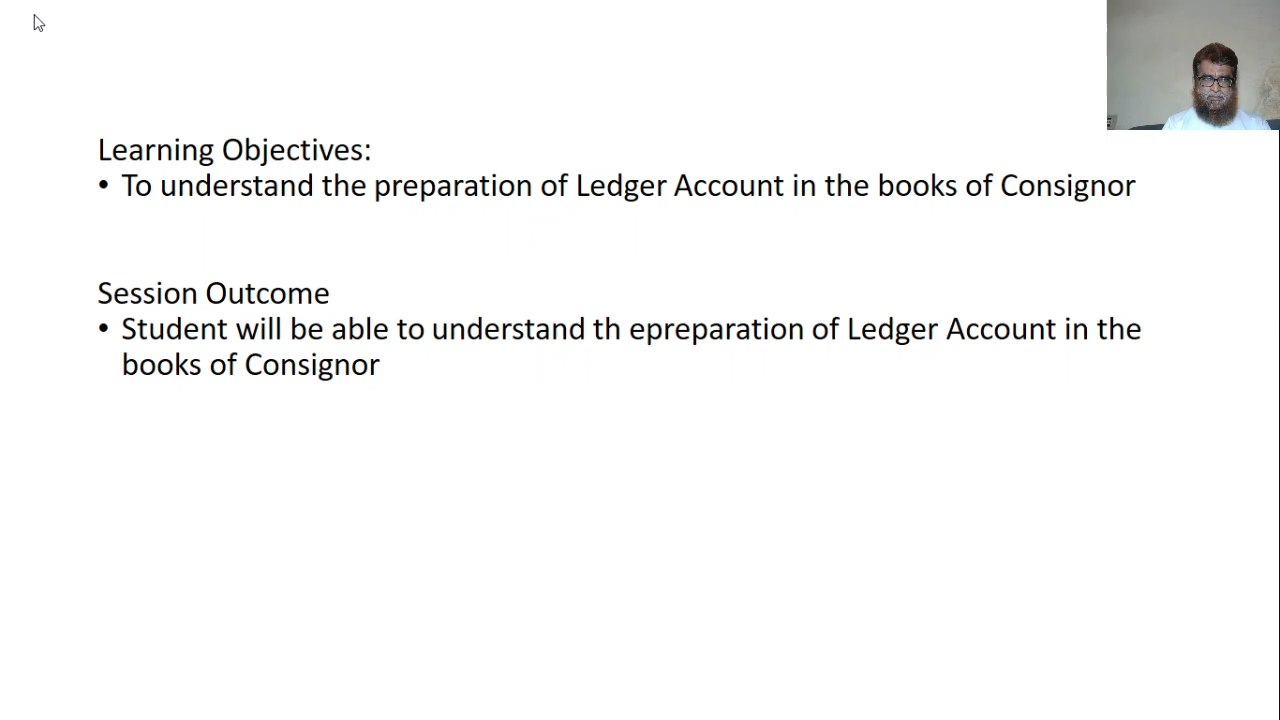 Learning Objectives:
• To understand the preparation of Ledger Account in the books of Consignor
Session Outcome
• Student will be able to understand th epreparation of Ledger Account in the
books of Consignor